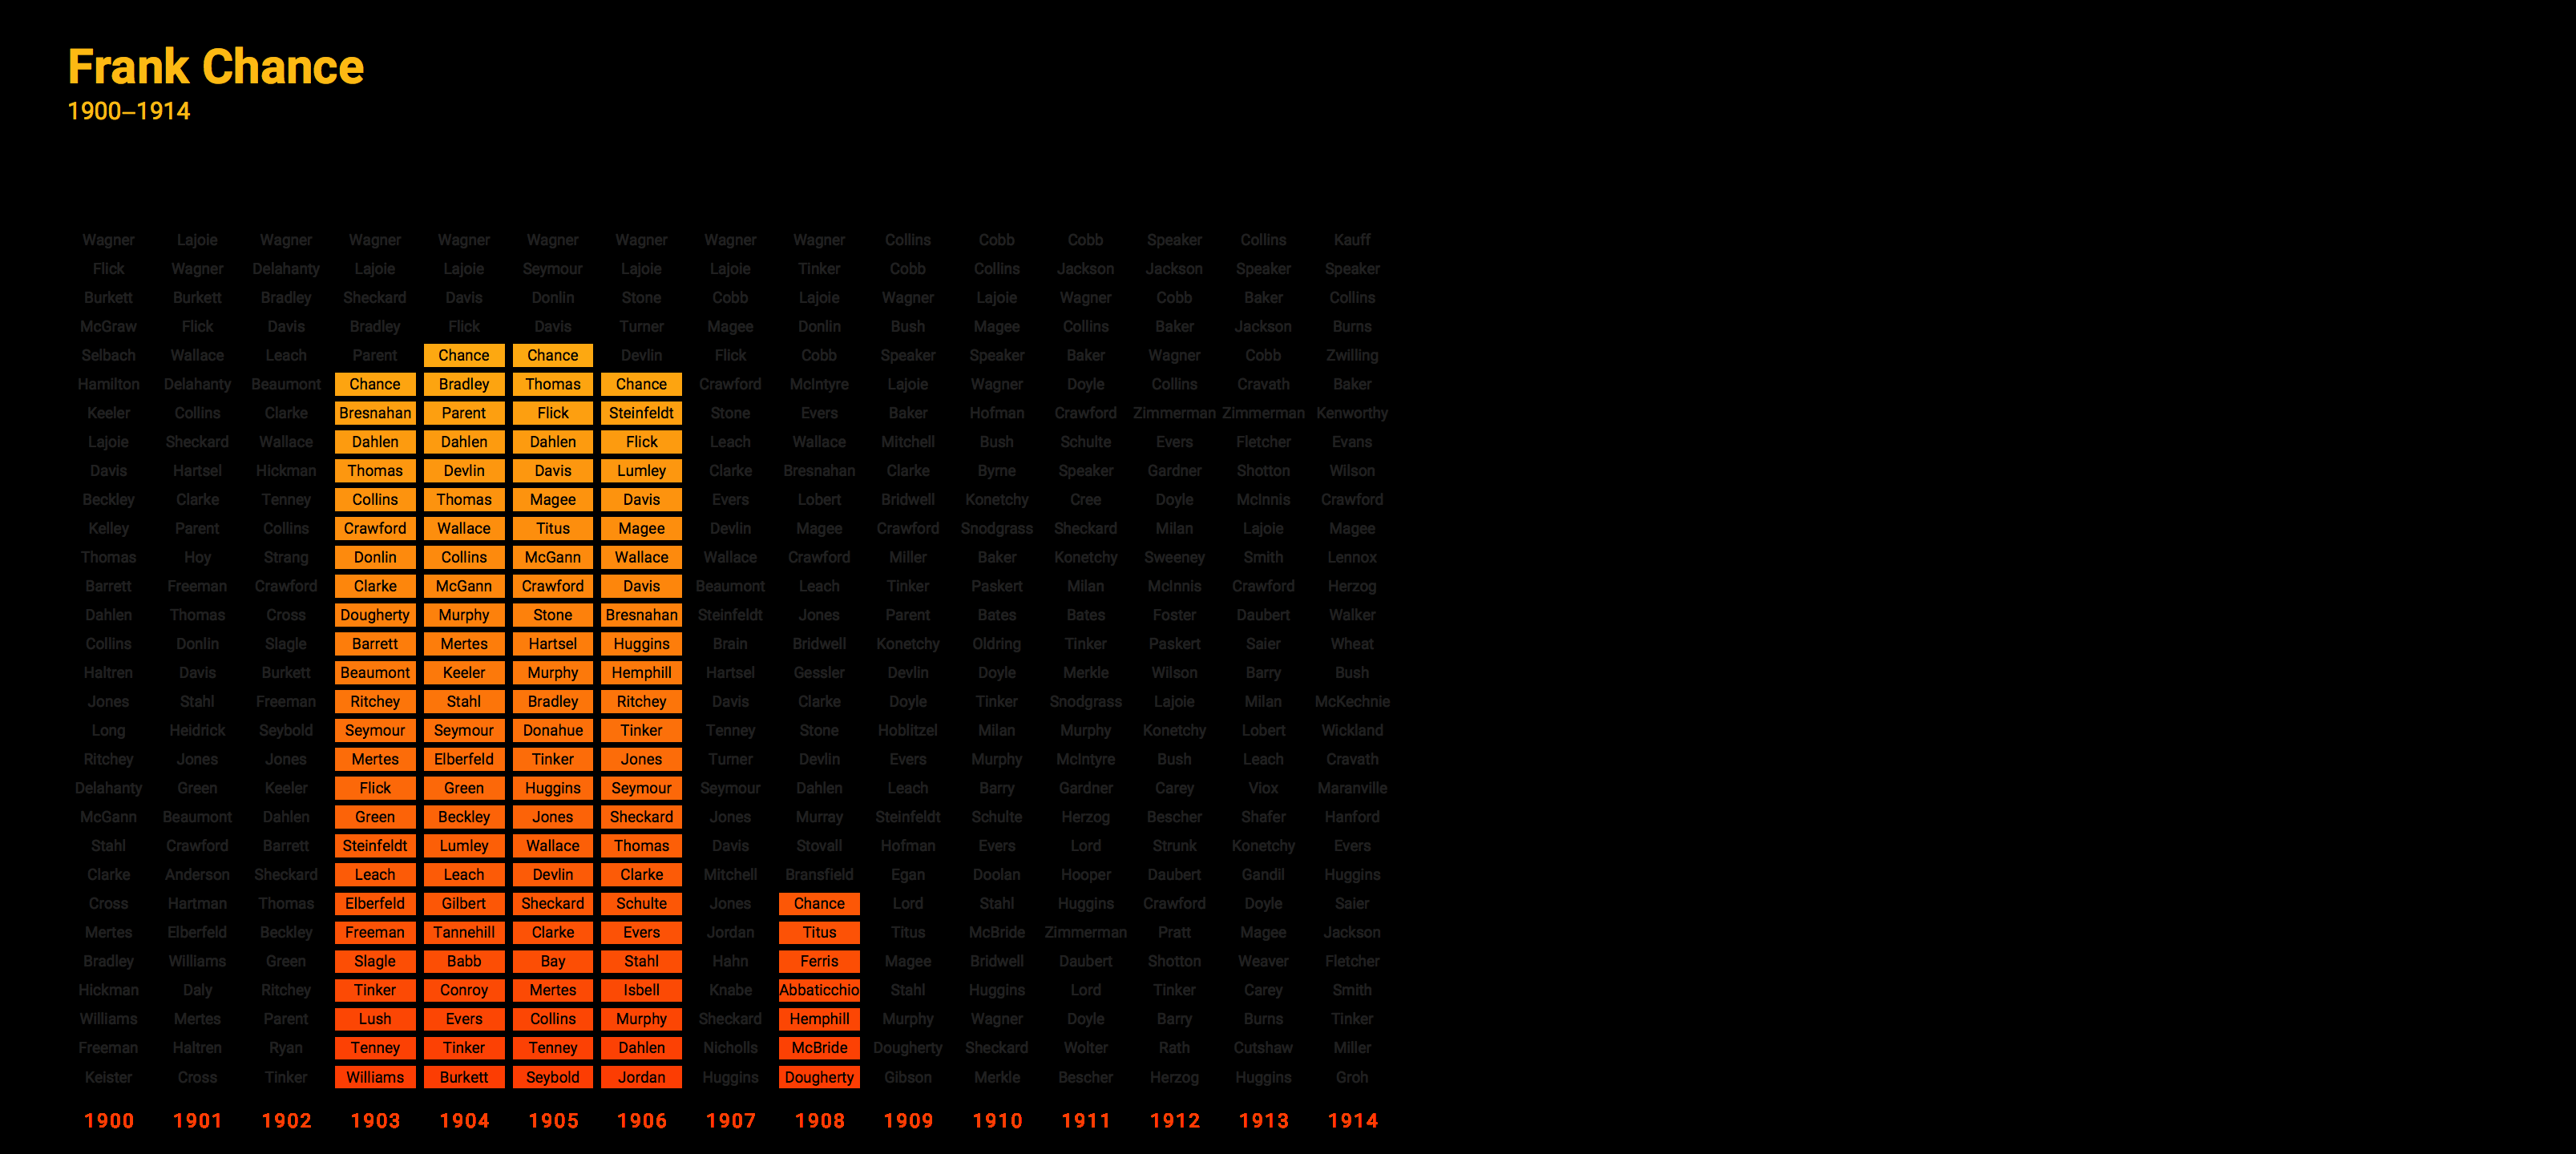 Frank Chance
1900–1914
Wagner Lajoie Wagner Wagner Wagner Wagner Wagner Wagner Wagner Collins Cobb Cobb Speaker Collins Kauff
Flick Wagner Delahanty Lajoie Lajoie Seymour Lajoie Lajoie Tinker Cobb Collins Jackson Jackson Speaker Speaker
Burkett Burkett Bradley Sheckard Davis Donlin Stone Cobb Lajoie Wagner Lajoie Wagner Cobb Baker Collins
McGraw Flick Davis Bradley Flick Davis Turner Magee Donlin Bush Magee Collins Baker Jackson Burns
Selbach Wallace Leach Parent Chance Chance Devlin Flick Cobb Speaker Speaker Baker Wagner Cobb Zwilling
Hamilton Delahanty Beaumont Chance Bradley Thomas Chance Crawford McIntyre Lajoie Wagner Doyle Collins Cravath Baker
Keeler Collins Clarke Bresnahan Parent Flick Steinfeldt Stone Evers Baker Hofman Crawford Zimmerman Zimmerman Kenworthy
Lajoie Sheckard Wallace Dahlen Dahlen Dahlen Flick Leach Wallace Mitchell Bush Schulte Evers Fletcher Evans
Davis Hartsel Hickman Thomas Devlin Davis Lumley Clarke Bresnahan Clarke Byrne Speaker Gardner Shotton Wilson
Beckley Clarke Tenney Collins Thomas Magee Davis Evers Lobert Bridwell Konetchy Cree Doyle McInnis Crawford
Kelley Parent Collins Crawford Wallace Titus Magee Devlin Magee Crawford Snodgrass Sheckard Milan Lajoie Magee
Thomas Hoy Strang Donlin Collins McGann Wallace Wallace Crawford Miller Baker Konetchy Sweeney Smith Lennox
Barrett Freeman Crawford Clarke McGann Crawford Davis Beaumont Leach Tinker Paskert Milan McInnis Crawford Herzog
Dahlen Thomas Cross Dougherty Murphy Stone Bresnahan Steinfeldt Jones Parent Bates Bates Foster Daubert Walker
Collins Donlin Slagle Barrett Mertes Hartsel Huggins Brain Bridwell Konetchy Oldring Tinker Paskert Saier Wheat
Haltren Davis Burkett Beaumont Keeler Murphy Hemphill Hartsel Gessler Devlin Doyle Merkle Wilson Barry Bush
Jones Stahl Freeman Ritchey Stahl Bradley Ritchey Davis Clarke Doyle Tinker Snodgrass Lajoie Milan McKechnie
Long Heidrick Seybold Seymour Seymour Donahue Tinker Tenney Stone Hoblitzel Milan Murphy Konetchy Lobert Wickland
Ritchey Jones Jones Mertes Elberfeld Tinker Jones Turner Devlin Evers Murphy McIntyre Bush Leach Cravath
Delahanty Green Keeler Flick Green Huggins Seymour Seymour Dahlen Leach Barry Gardner Carey Viox Maranville
McGann Beaumont Dahlen Green Beckley Jones Sheckard Jones Murray Steinfeldt Schulte Herzog Bescher Shafer Hanford
Stahl Crawford Barrett Steinfeldt Lumley Wallace Thomas Davis Stovall Hofman Evers Lord Strunk Konetchy Evers
Clarke Anderson Sheckard Leach Leach Devlin Clarke Mitchell Bransfield Egan Doolan Hooper Daubert Gandil Huggins
Cross Hartman Thomas Elberfeld Gilbert Sheckard Schulte Jones Chance Lord Stahl Huggins Crawford Doyle Saier
Mertes Elberfeld Beckley Freeman Tannehill Clarke Evers Jordan Titus Titus McBride Zimmerman Pratt Magee Jackson
Bradley Williams Green Slagle Babb Bay Stahl Hahn Ferris Magee Bridwell Daubert Shotton Weaver Fletcher
Hickman Daly Ritchey Tinker Conroy Mertes Isbell Knabe Abbaticchio Stahl Huggins Lord Tinker Carey Smith
Williams Mertes Parent Lush Evers Collins Murphy Sheckard Hemphill Murphy Wagner Doyle Barry Burns Tinker
Freeman Haltren Ryan Tenney Tinker Tenney Dahlen Nicholls McBride Dougherty Sheckard Wolter Rath Cutshaw Miller
Keister Cross Tinker Williams Burkett Seybold Jordan Huggins Dougherty Gibson Merkle Bescher Herzog Huggins Groh
1900 1901 1902 1903 1904 1905 1906 1907 1908 1909 1910 1911 1912 1913 1914